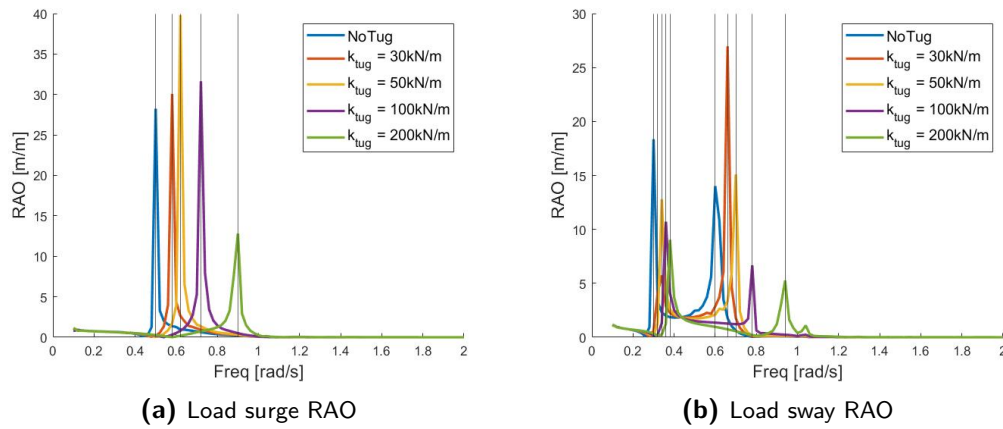 40
35
30
25
20
15
10
5
0
RAO [m/m]
0
0.2
0.4
0.6
0.8
1
1.2
1.4
1.6
1.8
2
Freq [rad/s]
NoTug
k_tug = 30kN/m
k_tug = 50kN/m
k_tug = 100kN/m
k_tug = 200kN/m
(a) Load surge RAO
30
25
20
15
10
5
0
RAO [m/m]
0
0.2
0.4
0.6
0.8
1
1.2
1.4
1.6
1.8
2
Freq [rad/s]
NoTug
k_tug = 30kN/m
k_tug = 50kN/m
k_tug = 100kN/m
k_tug = 200kN/m
(b) Load sway RAO